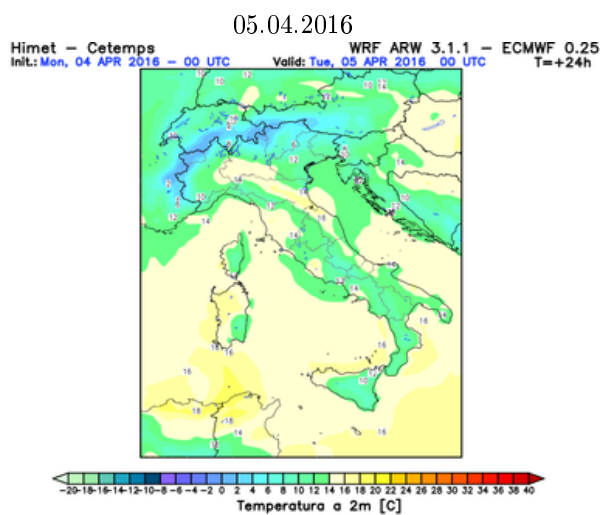 05.04.2016
Himet – Cetemps WRF ARW 3.1.1 – ECMWF 0.25
Init.: Mon, 04 APR 2016 – 00 UTC Valid: Tue, 05 APR 2016 00 UTC T=+24h
-20 -18 -16 -14 -12 -10 -8 -6 -4 -2 0 2 4 6 8 10 12 14 16 18 20 22 24 26 28 30 32 34 36 38 40
Temperatura a 2m [C]